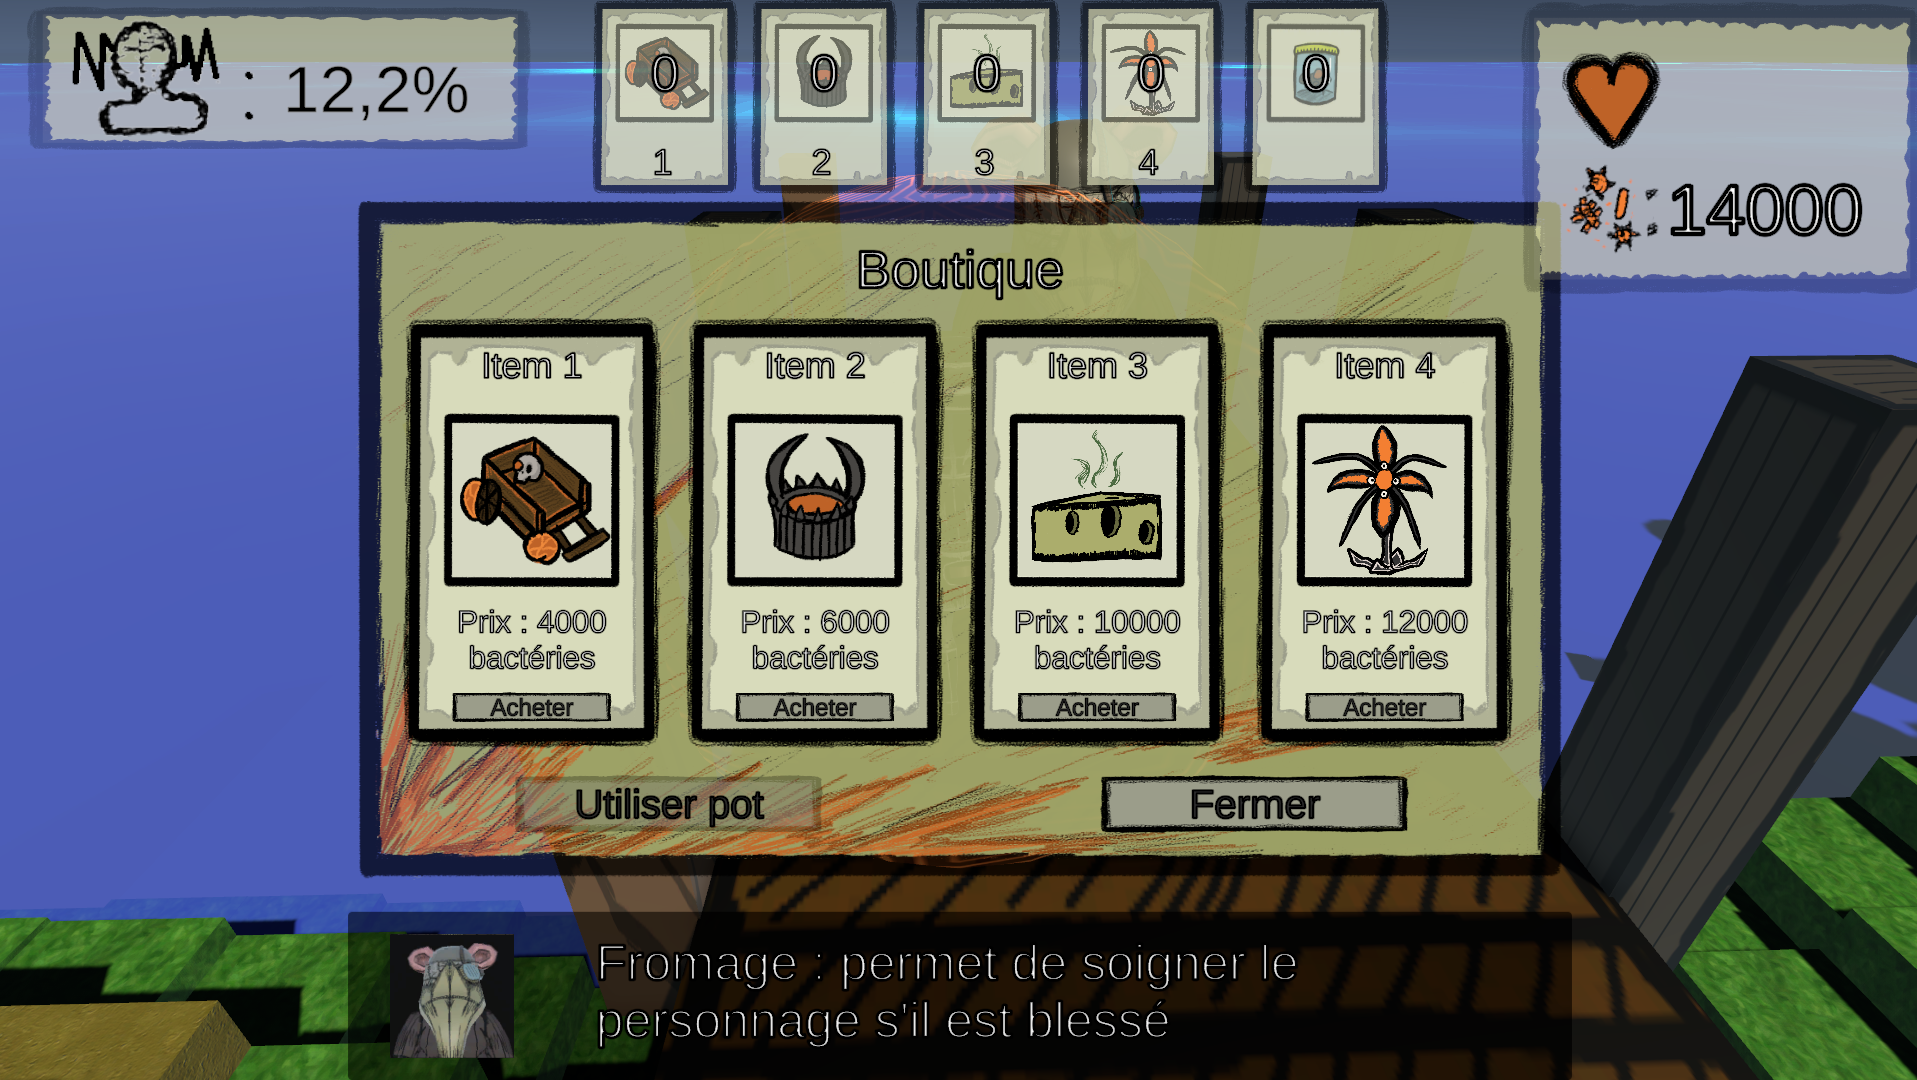 NOM : 12,2%
0 0 0 0 0
1 2 3 4
14000
Boutique
Item 1 Item 2 Item 3 Item 4
Prix : 4000 Prix : 6000 Prix : 10000 Prix : 12000
bactéries bactéries bactéries bactéries
Acheter Acheter Acheter Acheter
Utiliser pot Fermer
Fromage : permet de soigner le
personnage s'il est blessé